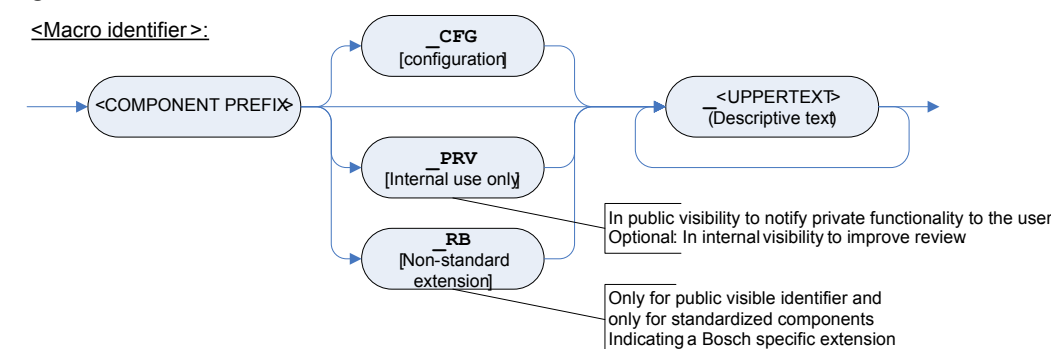 <Macro identifier>:
_CFG
[configuration]
<COMPONENT PREFIX>
_<UPPERTEXT>
(Descriptive text)
_PRV
[Internal use only]
In public visibility to notify private functionality to the user
Optional: In internal visibility to improve review
_RB
[Non-standard
extension]
Only for public visible identifier and
only for standardized components
Indicating a Bosch specific extension